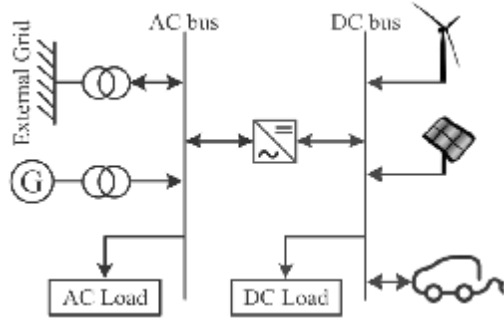 AC bus
DC bus
External Grid
G
AC Load
DC Load